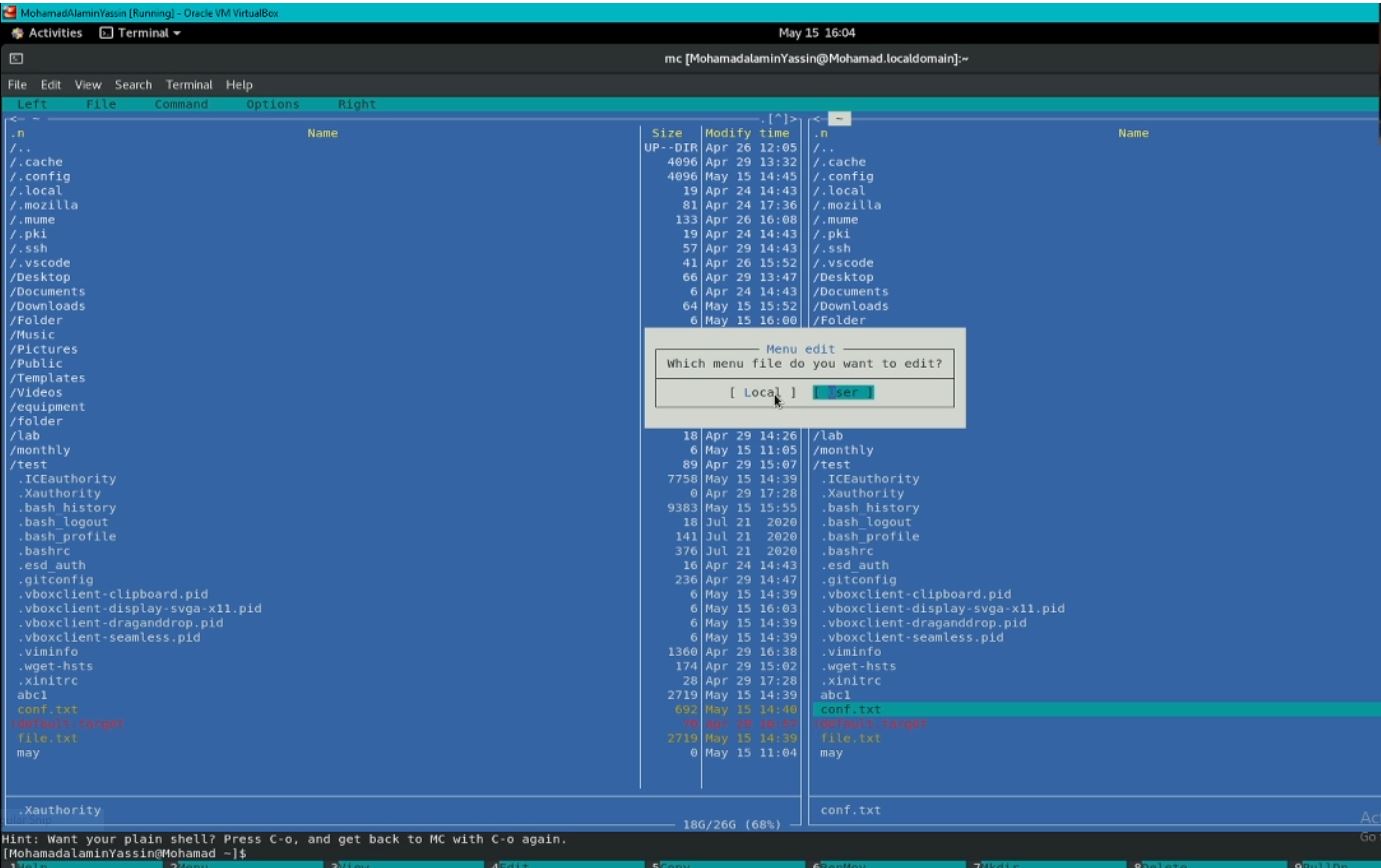 MohamadAlaminYassin [Running] - Oracle VM VirtualBox
Activities Terminal May 15 16:04
mc [MohamadalaminYassin@Mohamad.localdomain]:~
File Edit View Search Terminal Help
Left File Command Options Right
<- ~ .[^]> <- ~
.n Name Size Modify time .n Name
/.. UP--DIR Apr 26 12:05 /..
/.cache 4096 Apr 29 13:32 /.cache
/.config 4096 May 15 14:45 /.config
/.local 19 Apr 24 14:43 /.local
/.mozilla 81 Apr 24 17:36 /.mozilla
/.mume 133 Apr 26 16:08 /.mume
/.pki 19 Apr 24 14:43 /.pki
/.ssh 57 Apr 29 14:43 /.ssh
/.vscode 41 Apr 26 15:52 /.vscode
/Desktop 66 Apr 29 13:47 /Desktop
/Documents 6 Apr 24 14:43 /Documents
/Downloads 64 May 15 15:52 /Downloads
/Folder 6 May 15 16:00 /Folder
/Music
/Pictures Menu edit
/Public Which menu file do you want to edit?
/Templates
/Videos [ Local ] [ User ]
/equipment
/folder
/lab 18 Apr 29 14:26 /lab
/monthly 6 May 15 11:05 /monthly
/test 89 Apr 29 15:07 /test
.ICEauthority 7758 May 15 14:39 .ICEauthority
.Xauthority 0 Apr 29 17:28 .Xauthority
.bash_history 9383 May 15 15:55 .bash_history
.bash_logout 18 Jul 21 2020 .bash_logout
.bash_profile 141 Jul 21 2020 .bash_profile
.bashrc 376 Jul 21 2020 .bashrc
.esd_auth 16 Apr 24 14:43 .esd_auth
.gitconfig 236 Apr 29 14:47 .gitconfig
.vboxclient-clipboard.pid 6 May 15 14:39 .vboxclient-clipboard.pid
.vboxclient-display-svga-x11.pid 6 May 15 16:03 .vboxclient-display-svga-x11.pid
.vboxclient-draganddrop.pid 6 May 15 14:39 .vboxclient-draganddrop.pid
.vboxclient-seamless.pid 6 May 15 14:39 .vboxclient-seamless.pid
.viminfo 1360 Apr 29 16:38 .viminfo
.wget-hsts 174 Apr 29 15:02 .wget-hsts
.xinitrc 28 Apr 29 17:28 .xinitrc
abc1 2719 May 15 14:39 abc1
conf.txt 692 May 15 14:40 conf.txt
!default.target !default.target
file.txt 2719 May 15 14:39 file.txt
may 0 May 15 11:04 may
.Xauthority conf.txt
18G/26G (68%)
Hint: Want your plain shell? Press C-o, and get back to MC with C-o again.
[MohamadalaminYassin@Mohamad ~]$
1Help 2Menu 3View 4Edit 5Copy 6RenMov 7Mkdir 8Delete 9PullDn